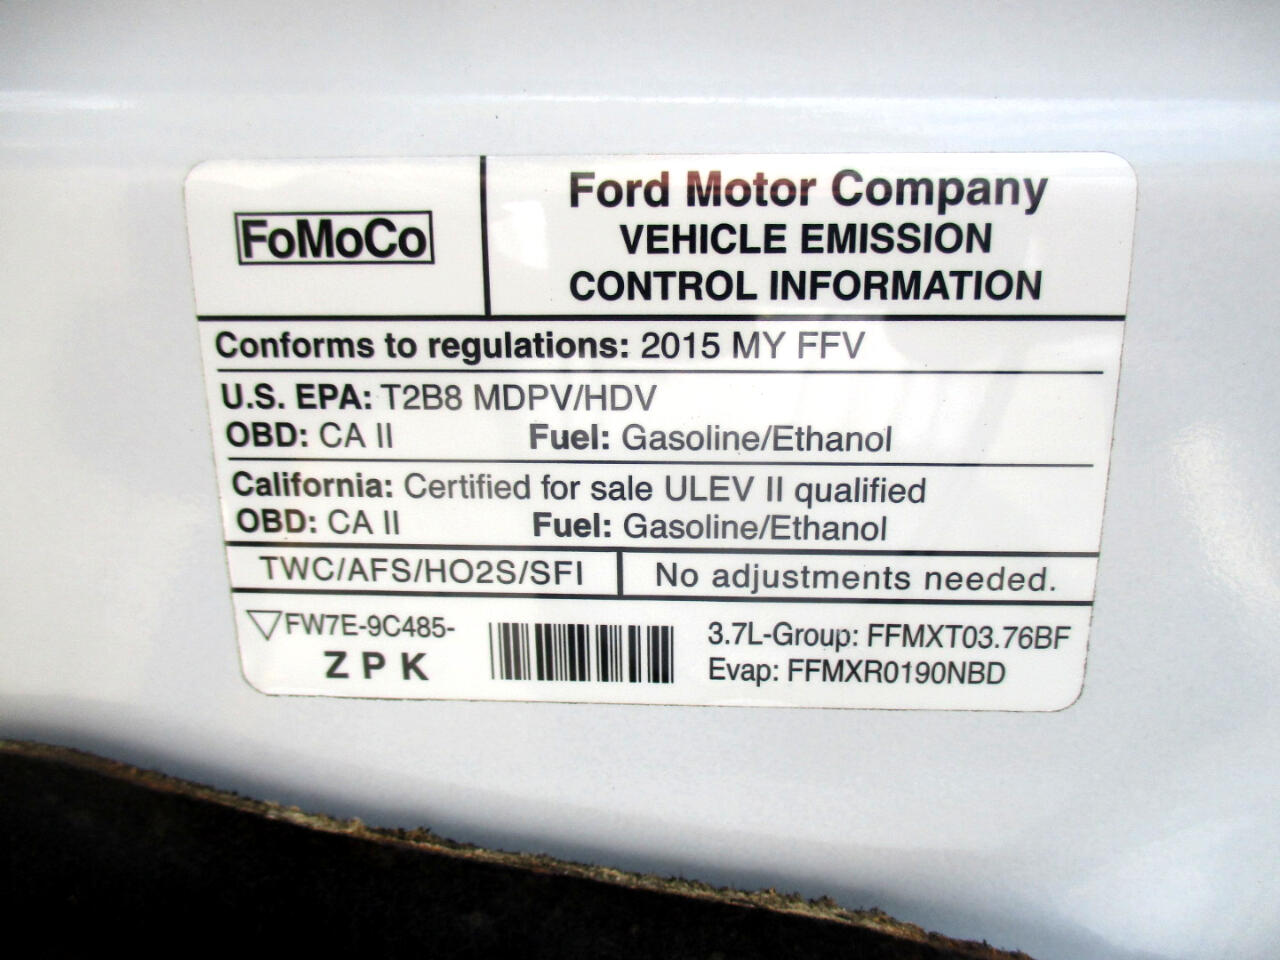 FoMoCo
Ford Motor Company
VEHICLE EMISSION
CONTROL INFORMATION
Conforms to regulations: 2015 MY FFV
U.S. EPA: T2B8 MDPV/HDV
OBD: CA II Fuel: Gasoline/Ethanol
California: Certified for sale ULEV II qualified
OBD: CA II Fuel: Gasoline/Ethanol
TWC/AFS/HO2S/SFI
No adjustments needed.
FW7E-9C485-
ZPK
3.7L-Group: FFMXT03.76BF
Evap: FFMXR0190NBD